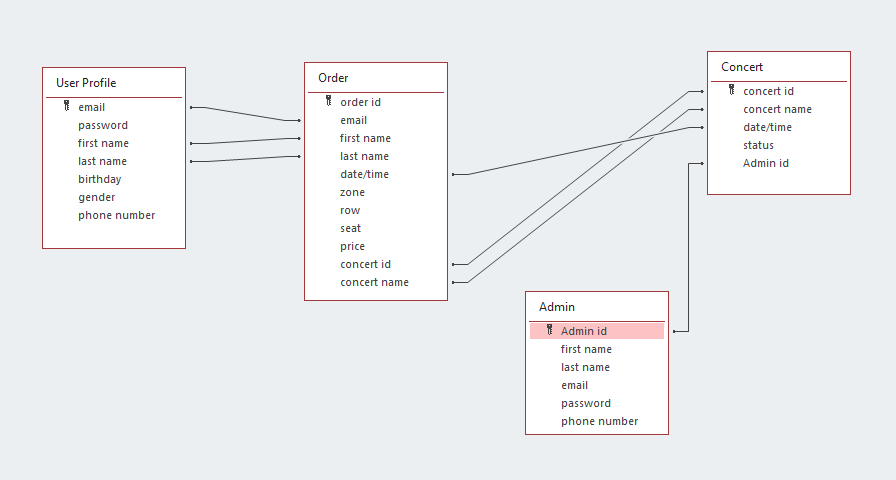 User Profile
email
password
first name
last name
birthday
gender
phone number
Order
order id
email
first name
last name
date/time
zone
row
seat
price
concert id
concert name
Concert
concert id
concert name
date/time
status
Admin id
Admin
Admin id
first name
last name
email
password
phone number